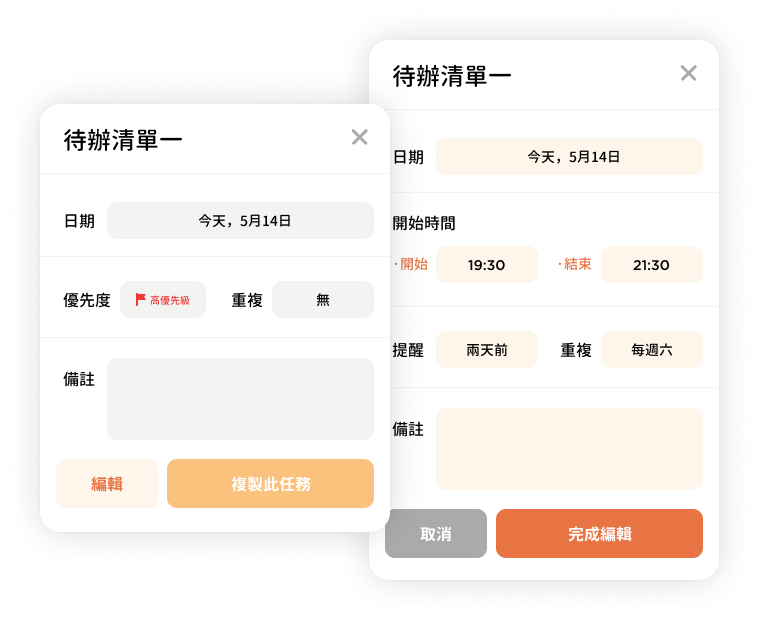 待辦清單一
日期
今天，5月14日
優先度
高優先級
重複
無
備註
編輯
複製此任務
待辦清單一
日期
今天，5月14日
開始時間
·開始
19:30
·結束
21:30
提醒
兩天前
重複
每週六
備註
取消
完成編輯